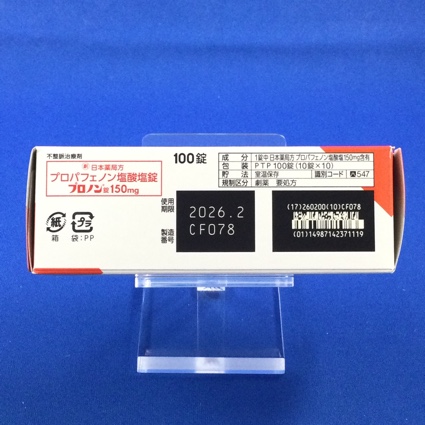 不整脈治療剤
日本薬局方
プロパフェノン塩酸塩錠
プロノン錠150mg
紙
箱
プラ
袋:PP
100錠
成分 1錠中 日本薬局方 プロパフェノン塩酸塩150mg含有
包装 PTP100錠(10錠×10)
貯法 室温保存 識別コード 547
規制区分 劇薬 要処方
使用
期限
2026.2
製造
番号
CF078
(17)260200(10)CF078
(01)14987142371119